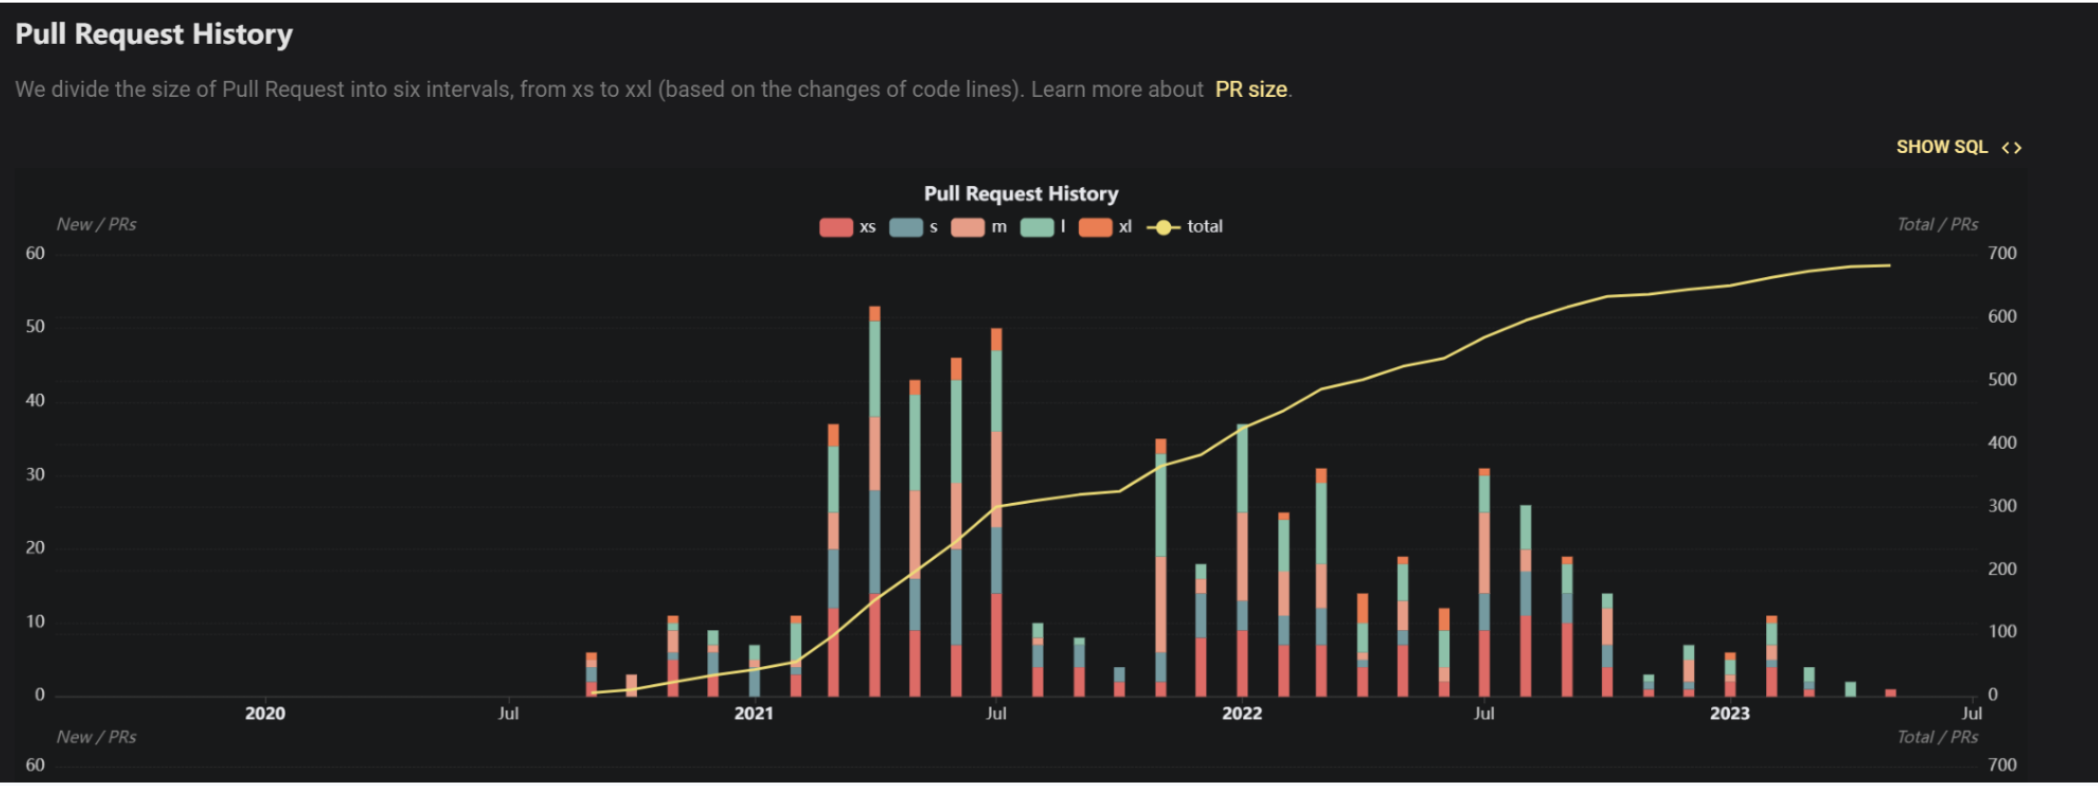 Pull Request History
We divide the size of Pull Request into six intervals, from xs to xxl (based on the changes of code lines). Learn more about PR size.
SHOW SQL <>
Pull Request History
New / PRs
xs s m l xl total
Total / PRs
60 700
600
50
500
40
400
30
300
20
200
10
100
0 0
2020 Jul 2021 Jul 2022 Jul 2023 Jul
New / PRs Total / PRs
60 700